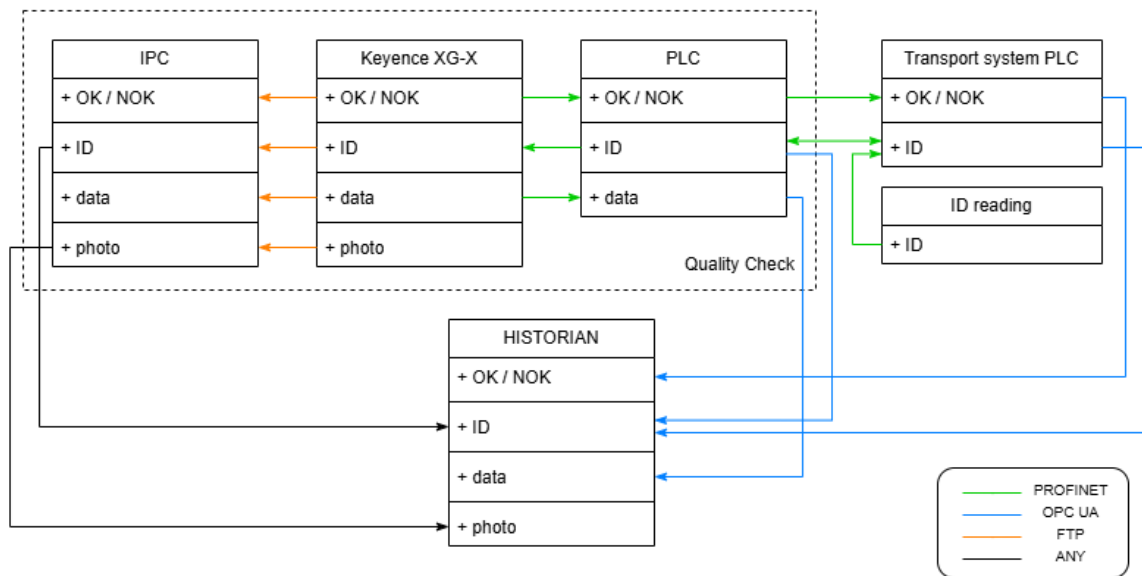 IPC
+ OK / NOK
+ ID
+ data
+ photo
Keyence XG-X
+ OK / NOK
+ ID
+ data
+ photo
PLC
+ OK / NOK
+ ID
+ data
Quality Check
Transport system PLC
+ OK / NOK
+ ID
ID reading
+ ID
HISTORIAN
+ OK / NOK
+ ID
+ data
+ photo
PROFINET
OPC UA
FTP
ANY